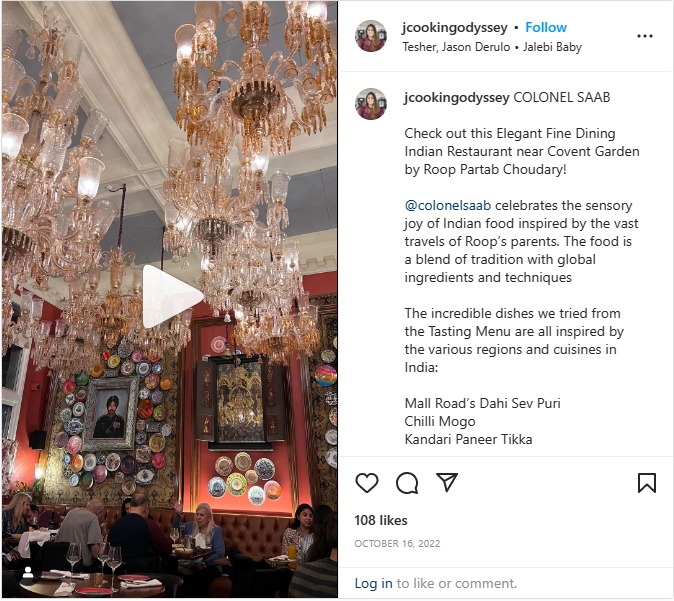 jcookingodyssey • Follow
Tesher, Jason Derulo • Jalebi Baby
jcookingodyssey COLONEL SAAB
Check out this Elegant Fine Dining
Indian Restaurant near Covent Garden
by Roop Partab Choudary!
@colonelsaab celebrates the sensory
joy of Indian food inspired by the vast
travels of Roop's parents. The food is
a blend of tradition with global
ingredients and techniques
The incredible dishes we tried from
the Tasting Menu are all inspired by
the various regions and cuisines in
India:
Mall Road's Dahi Sev Puri
Chilli Mogo
Kandari Paneer Tikka
108 likes
OCTOBER 16, 2022
Log in to like or comment.